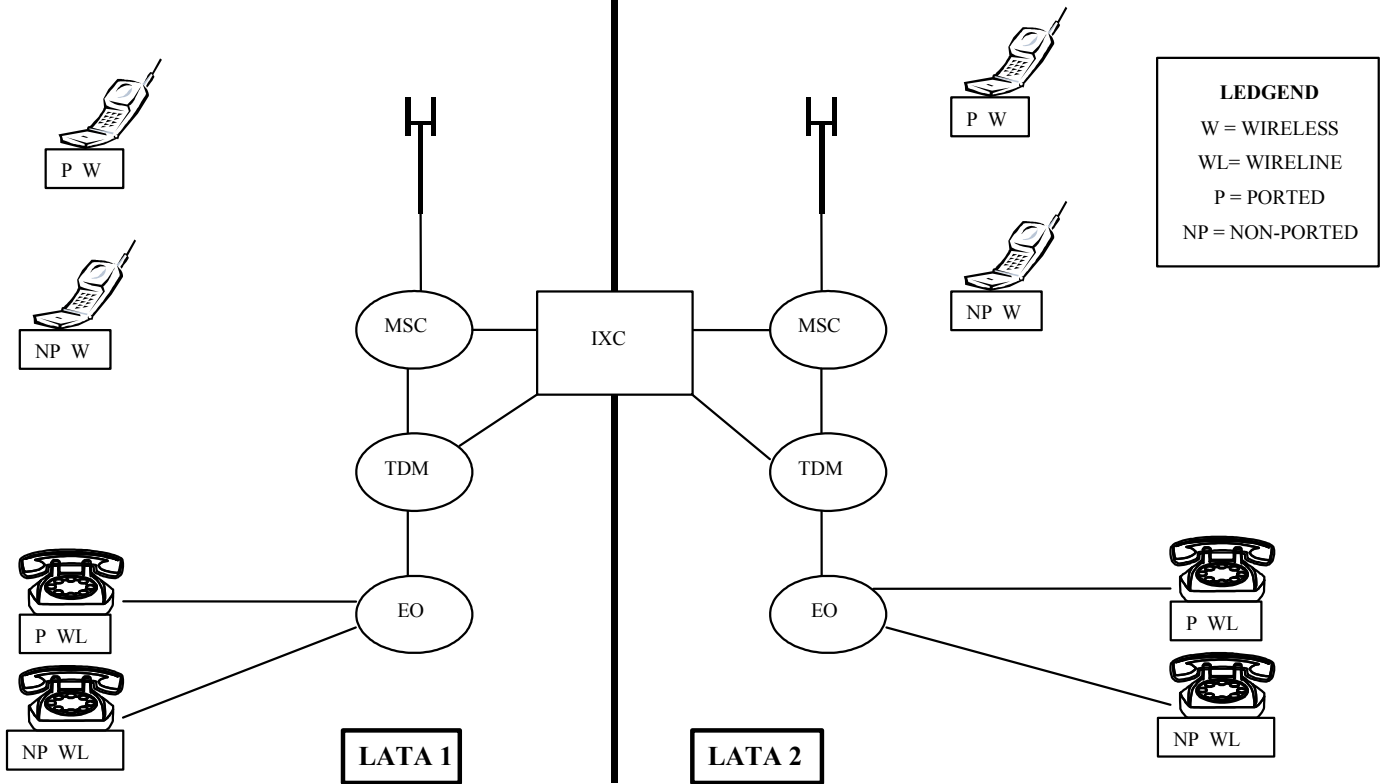 P W
LEDGEND
W = WIRELESS
WL= WIRELINE
P = PORTED
NP = NON-PORTED
P W
NP W
NP W
MSC
IXC
MSC
TDM
TDM
EO
EO
P WL
P WL
NP WL
NP WL
LATA 1
LATA 2